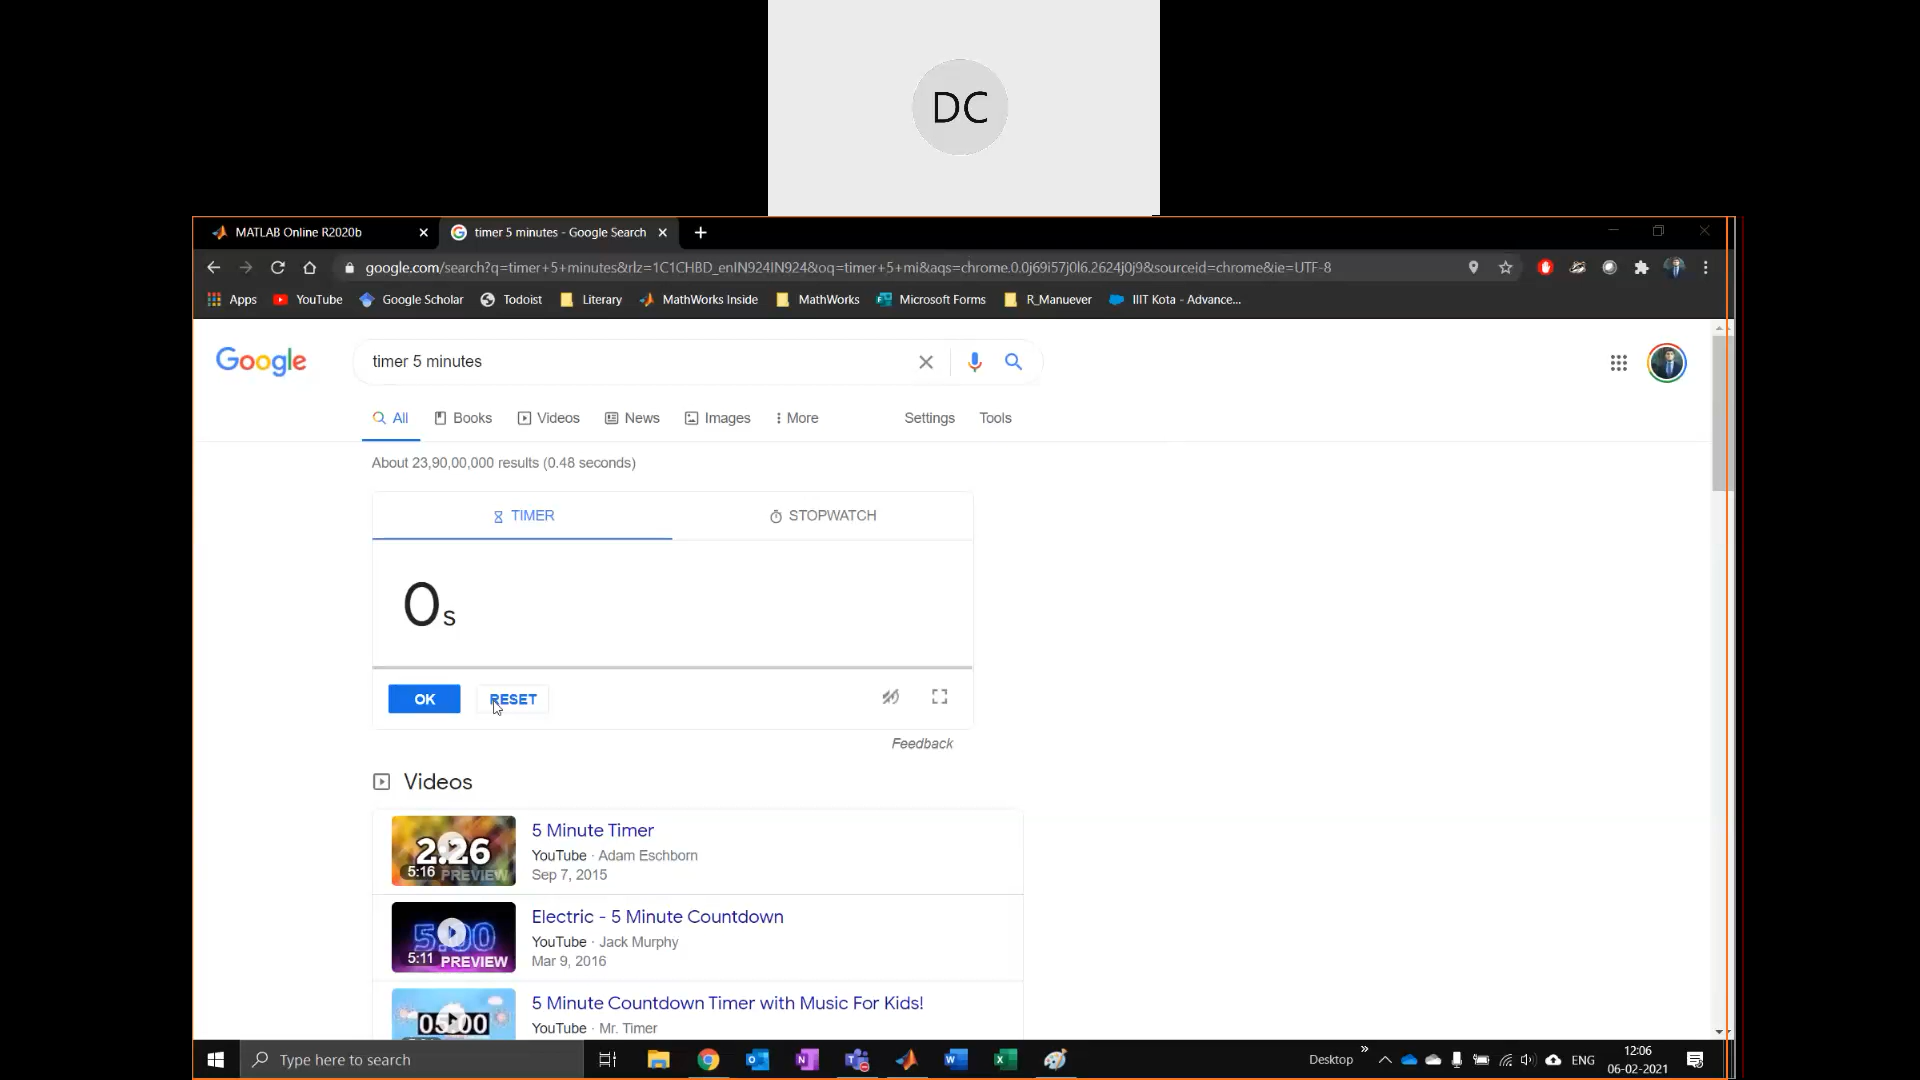 DC
MATLAB Online R2020b
timer 5 minutes - Google Search
google.com/search?q=timer+5+minutes&rlz=1C1CHBD_enIN924IN924&oq=timer+5+mi&aqs=chrome.0.0j69i57j0l6.2624j0j9&sourceid=chrome&ie=UTF-8
Apps YouTube Google Scholar Todoist Literary MathWorks Inside MathWorks Microsoft Forms R_Manuever IIIT Kota - Advance...
Google
timer 5 minutes
All Books Videos News Images More Settings Tools
About 23,90,00,000 results (0.48 seconds)
TIMER STOPWATCH
0s
OK RESET
Feedback
Videos
2:26
5:16 PREVIEW
5 Minute Timer
YouTube · Adam Eschborn
Sep 7, 2015
5:00
5:11 PREVIEW
Electric - 5 Minute Countdown
YouTube · Jack Murphy
Mar 9, 2016
05:00
5 Minute Countdown Timer with Music For Kids!
YouTube · Mr. Timer
Type here to search
Desktop
ENG
12:06
06-02-2021